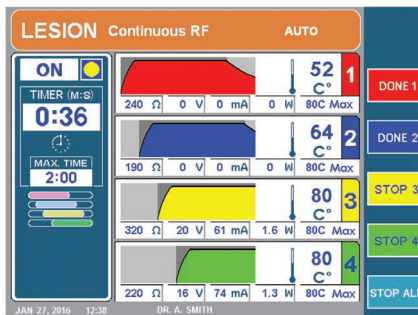 LESION Continuous RF AUTO
ON
TIMER (M:S)
0:36
MAX. TIME
2:00
52 C° 1
240 Ω 0 V 0 mA 0 W 80C Max
64 C° 2
190 Ω 0 V 0 mA 0 W 80C Max
80 C° 3
320 Ω 20 V 61 mA 1.6 W 80C Max
80 C° 4
220 Ω 16 V 74 mA 1.3 W 80C Max
DONE 1
DONE 2
STOP 3
STOP 4
STOP ALL
JAN 27, 2016 12:38 DR. A. SMITH